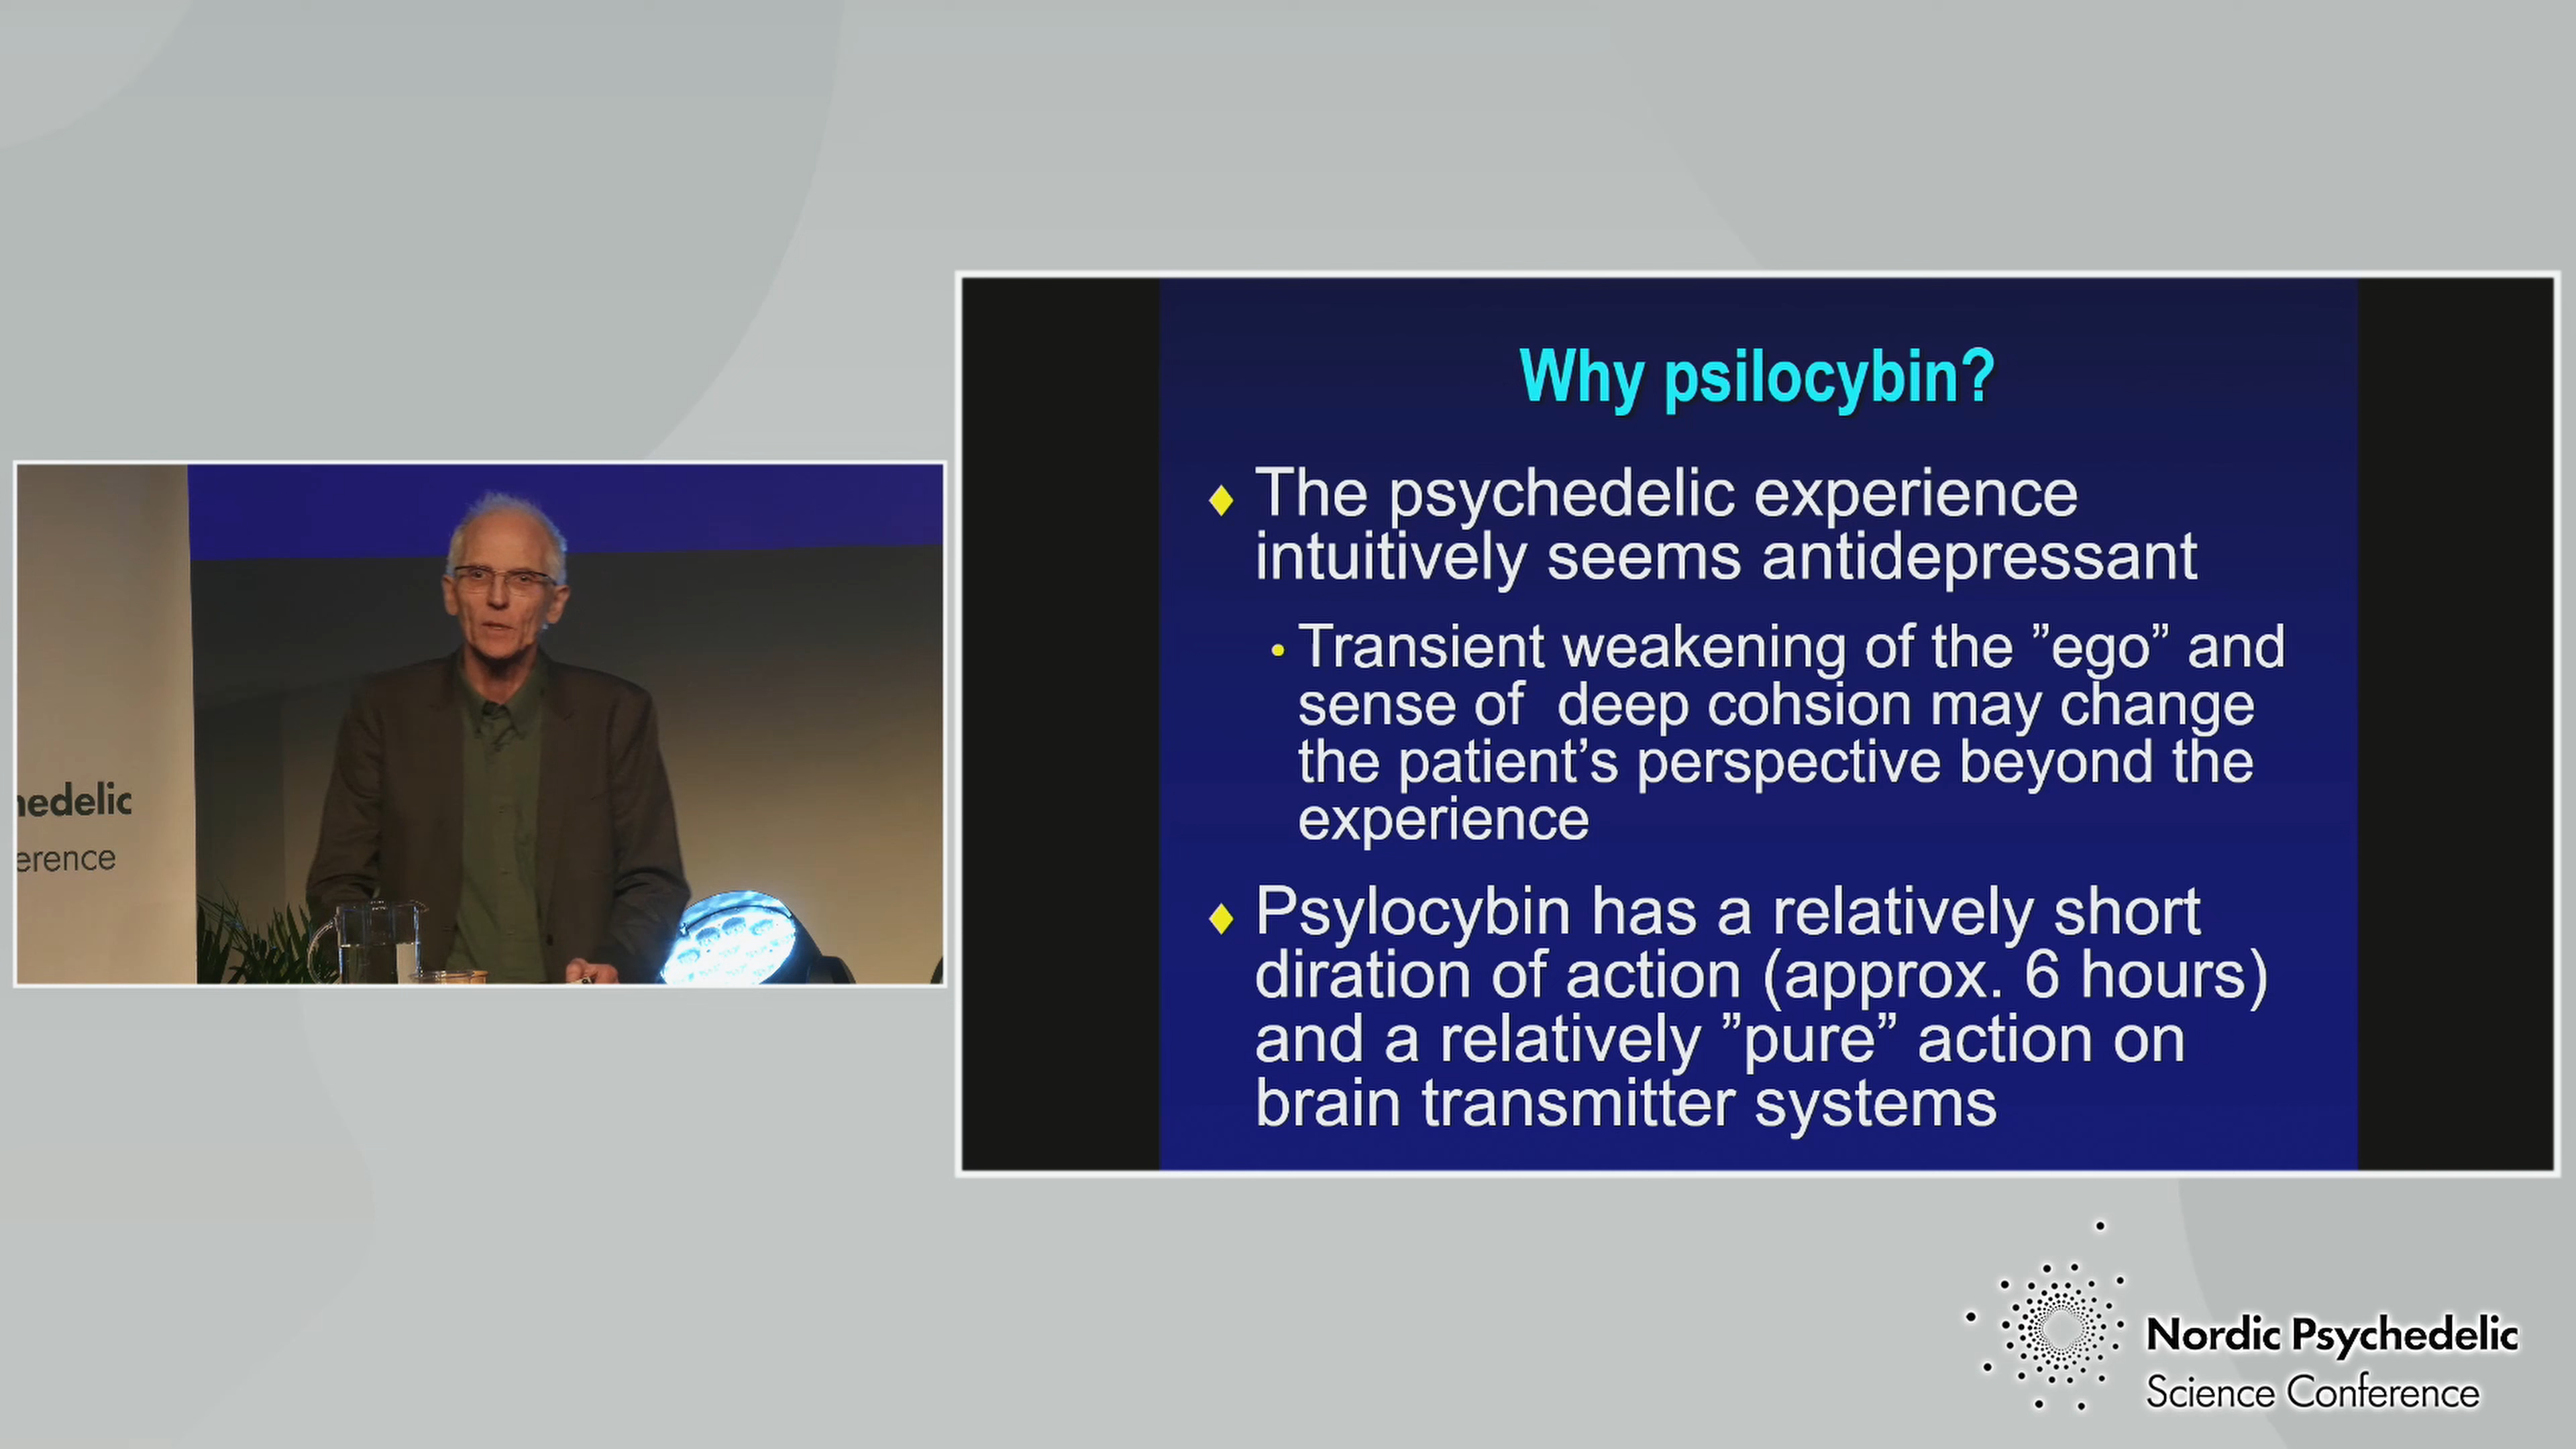 hedelic
erence
Why psilocybin?
The psychedelic experience
intuitively seems antidepressant
Transient weakening of the ”ego” and
sense of  deep cohsion may change
the patient’s perspective beyond the
experience
Psylocybin has a relatively short
diration of action (approx. 6 hours)
and a relatively ”pure” action on
brain transmitter systems
Nordic Psychedelic
Science Conference